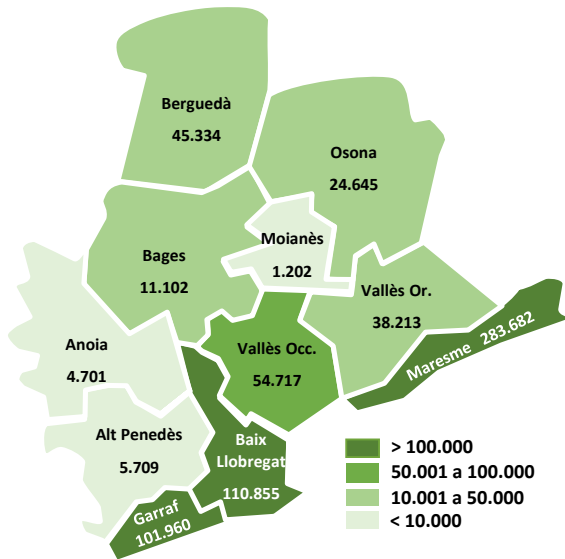 Berguedà
45.334
Osona
24.645
Moianès
1.202
Bages
11.102
Vallès Or.
38.213
Maresme 283.682
Anoia
4.701
Vallès Occ.
54.717
Alt Penedès
5.709
Baix
Llobregat
110.855
Garraf
101.960
> 100.000
50.001 a 100.000
10.001 a 50.000
< 10.000